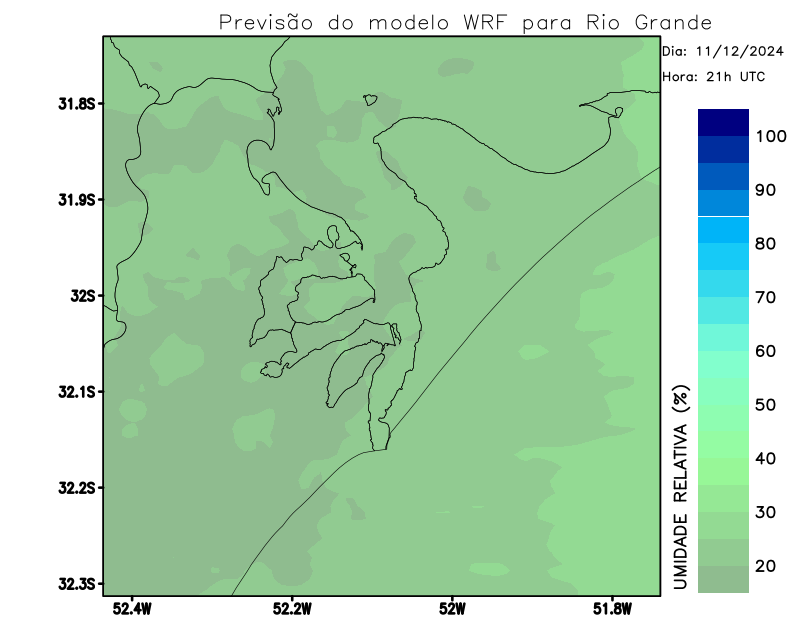 Previsão do modelo WRF para Rio Grande
Dia: 11/12/2024
Hora: 21h UTC
31.8S
31.9S
32S
32.1S
32.2S
32.3S
52.4W
52.2W
52W
51.8W
100
90
80
70
60
50
40
30
20
UMIDADE RELATIVA (%)